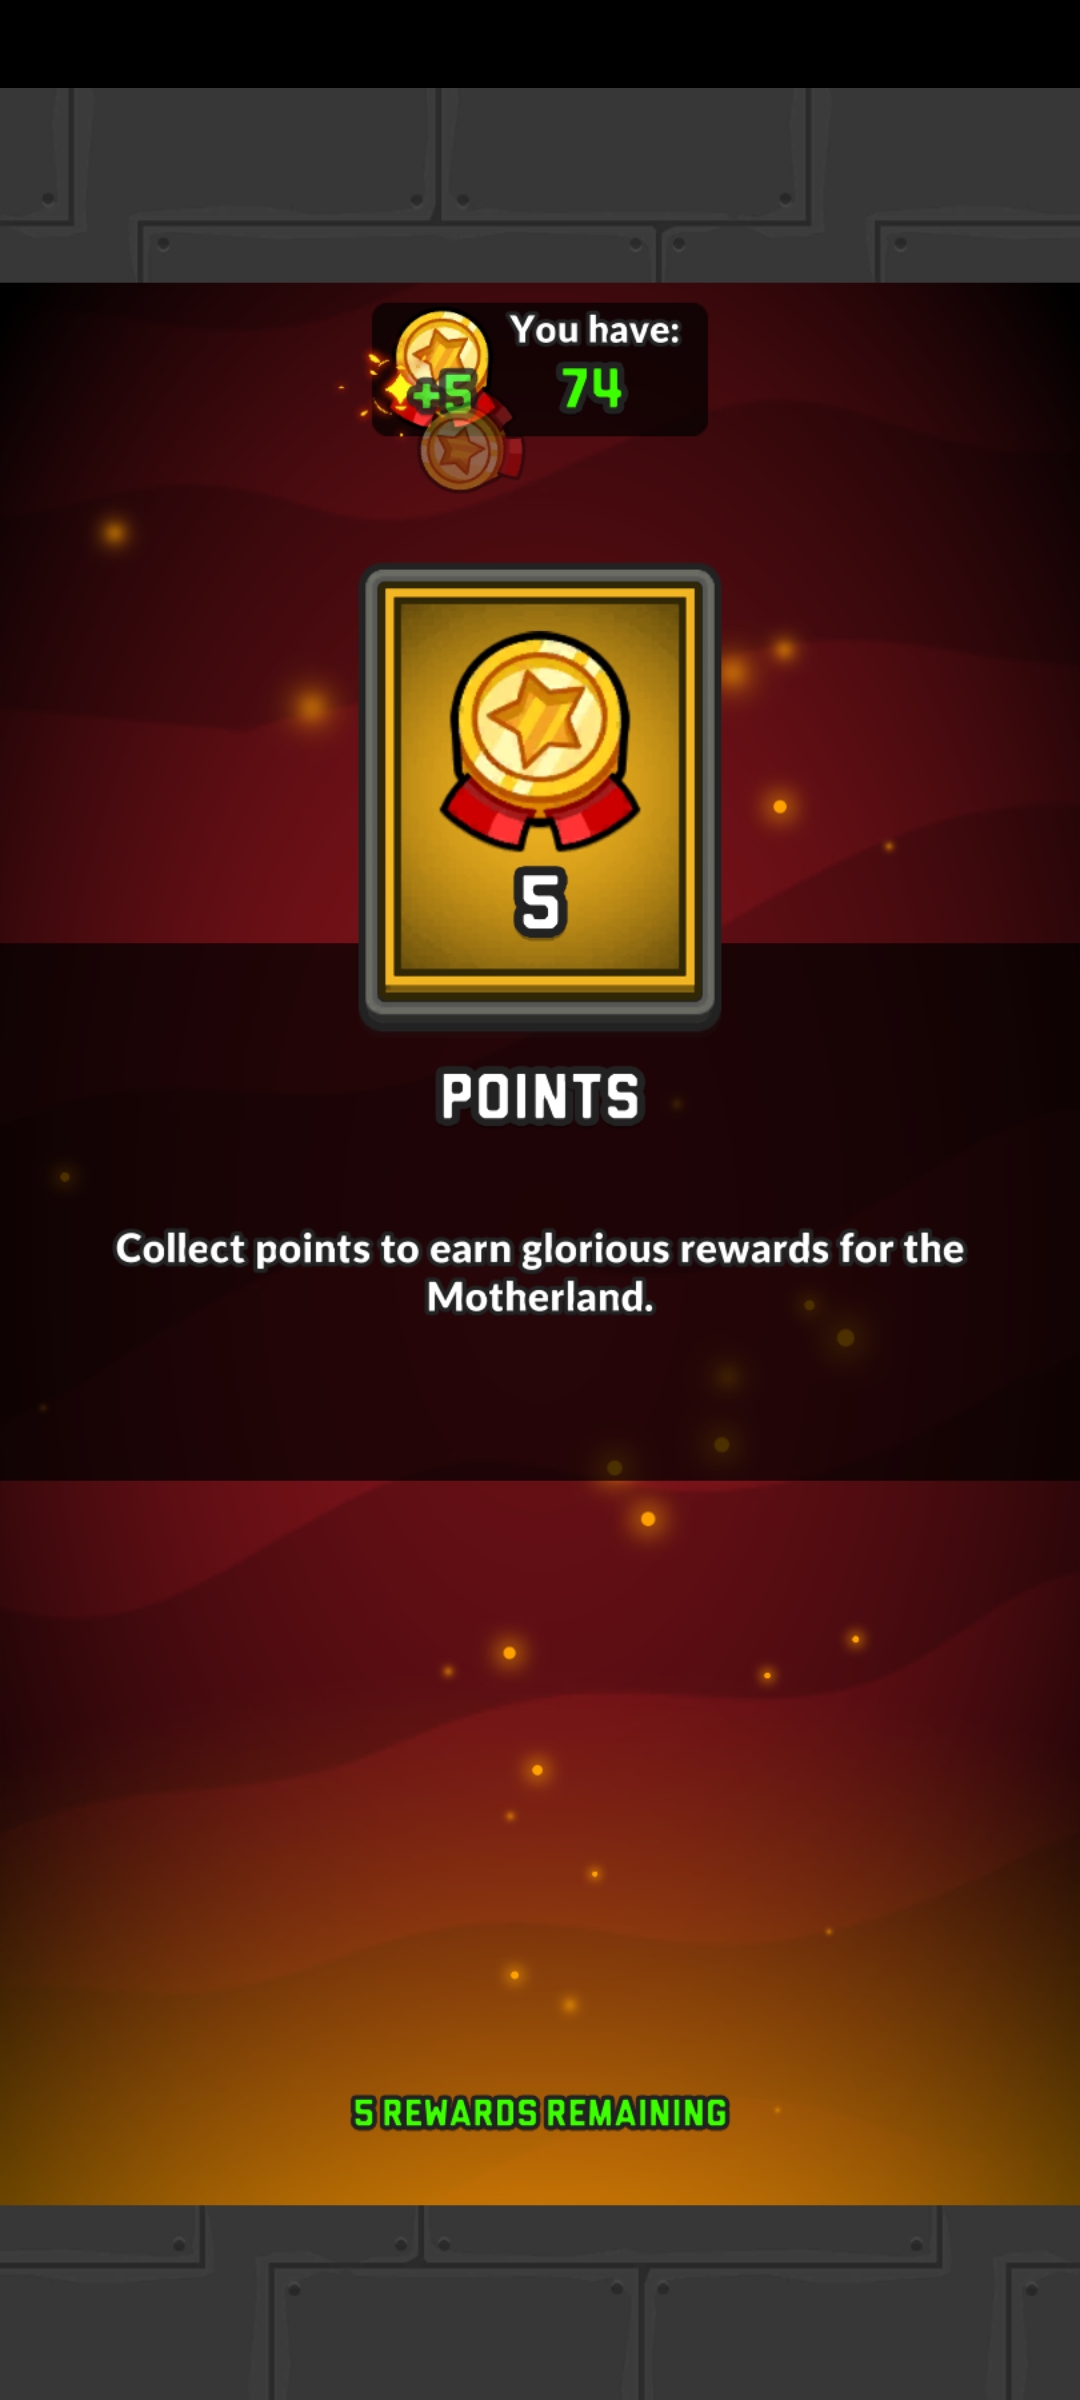 You have:
+5
74
5
POINTS
Collect points to earn glorious rewards for the
Motherland.
5 REWARDS REMAINING